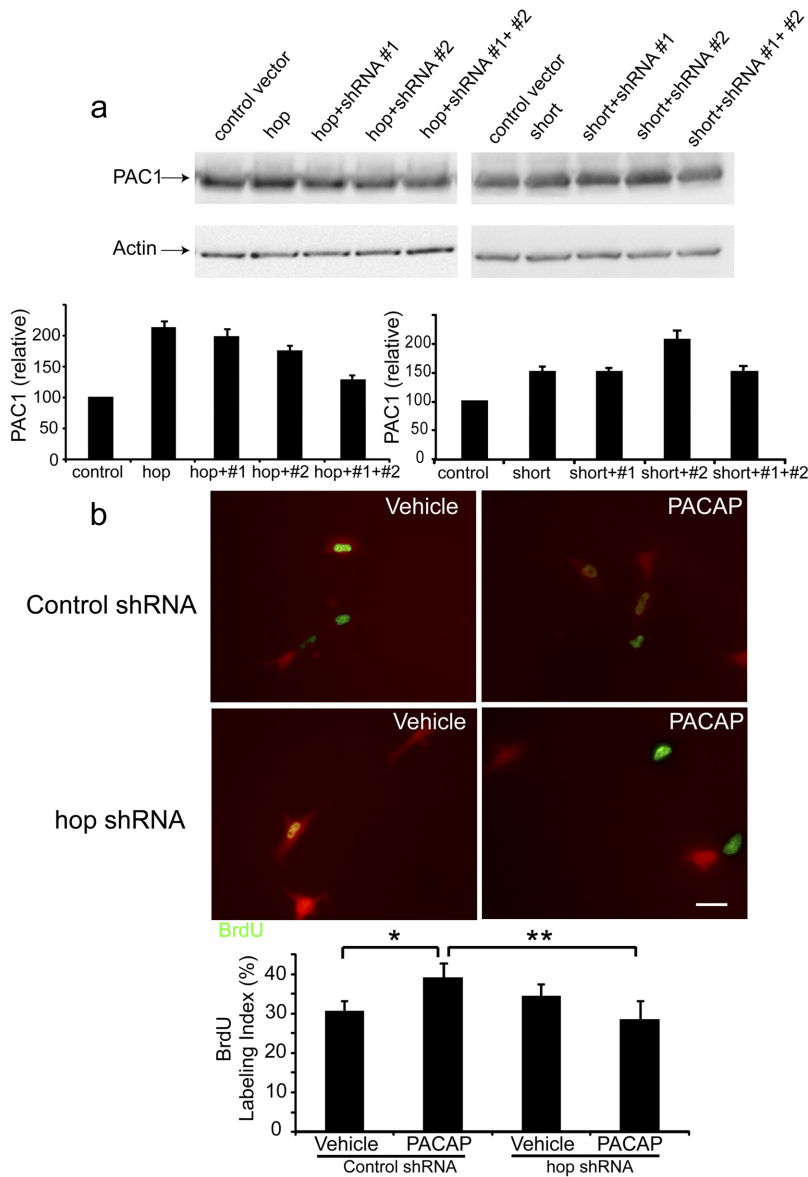 a
control vector
hop
hop+shRNA #1
hop+shRNA #2
hop+shRNA #1+ #2
control vector
short
short+shRNA #1
short+shRNA #2
short+shRNA #1+ #2
PAC1
Actin
PAC1 (relative)
200
150
100
50
0
control hop hop+#1 hop+#2 hop+#1+#2
PAC1 (relative)
200
150
100
50
0
control short short+#1 short+#2 short+#1+#2
b
Vehicle
PACAP
Control shRNA
Vehicle
PACAP
hop shRNA
BrdU
* **
BrdU
Labeling Index (%)
40
30
20
10
0
Vehicle PACAP Vehicle PACAP
Control shRNA hop shRNA